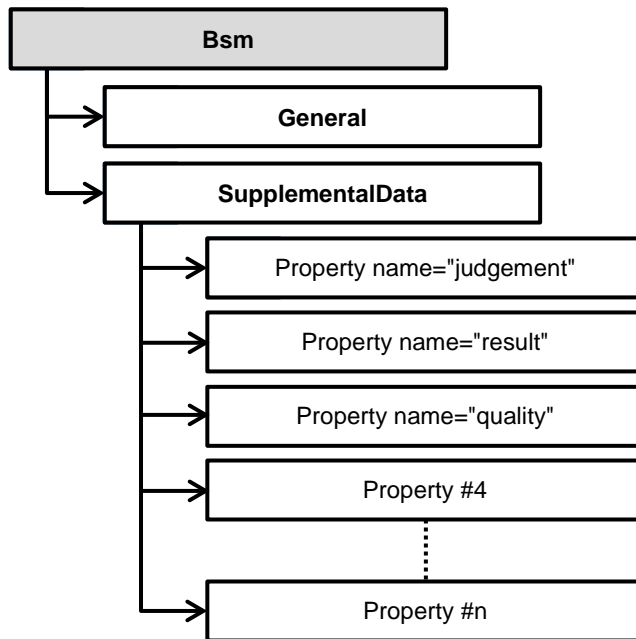 Bsm
General
SupplementalData
Property name="judgement"
Property name="result"
Property name="quality"
Property #4
Property #n